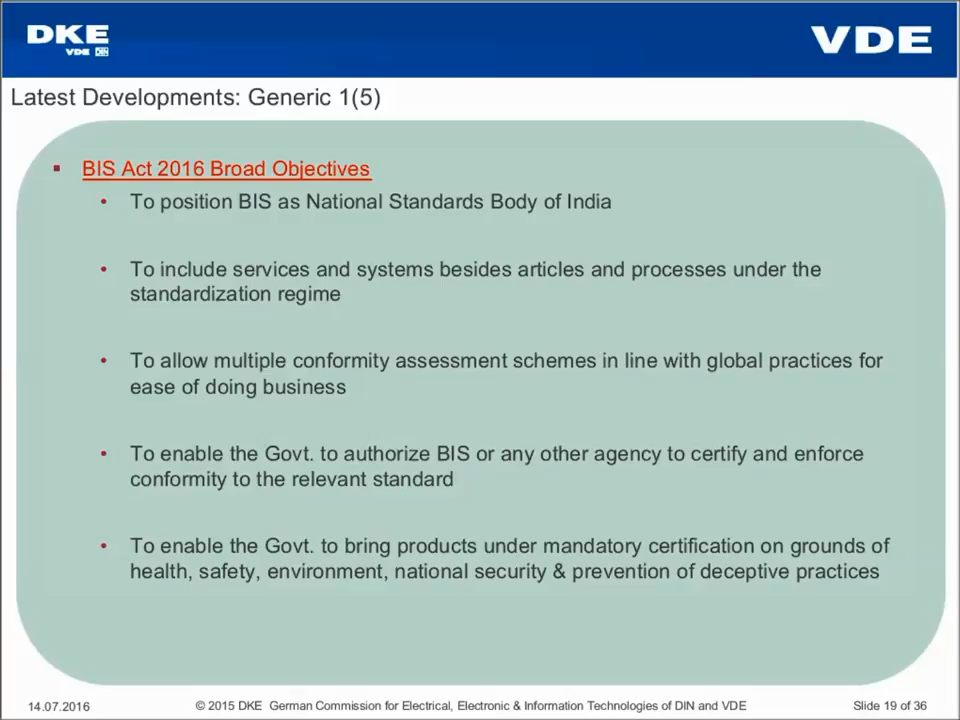 DKE
VDE DIN
VDE
Latest Developments: Generic 1(5)
▪ BIS Act 2016 Broad Objectives
• To position BIS as National Standards Body of India
• To include services and systems besides articles and processes under the
standardization regime
• To allow multiple conformity assessment schemes in line with global practices for
ease of doing business
• To enable the Govt. to authorize BIS or any other agency to certify and enforce
conformity to the relevant standard
• To enable the Govt. to bring products under mandatory certification on grounds of
health, safety, environment, national security & prevention of deceptive practices
14.07.2016
© 2015 DKE German Commission for Electrical, Electronic & Information Technologies of DIN and VDE
Slide 19 of 36